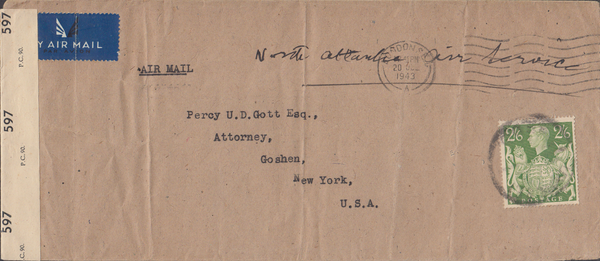 597
P.C.90.
597
P.C.90.
597
C.90.
Y AIR MAIL
AIR MAIL
North Atlantic Air Service
20
1943
A
Percy U.D.Gott Esq.,
Attorney,
Goshen,
New York,
U.S.A.
2/6 2/6